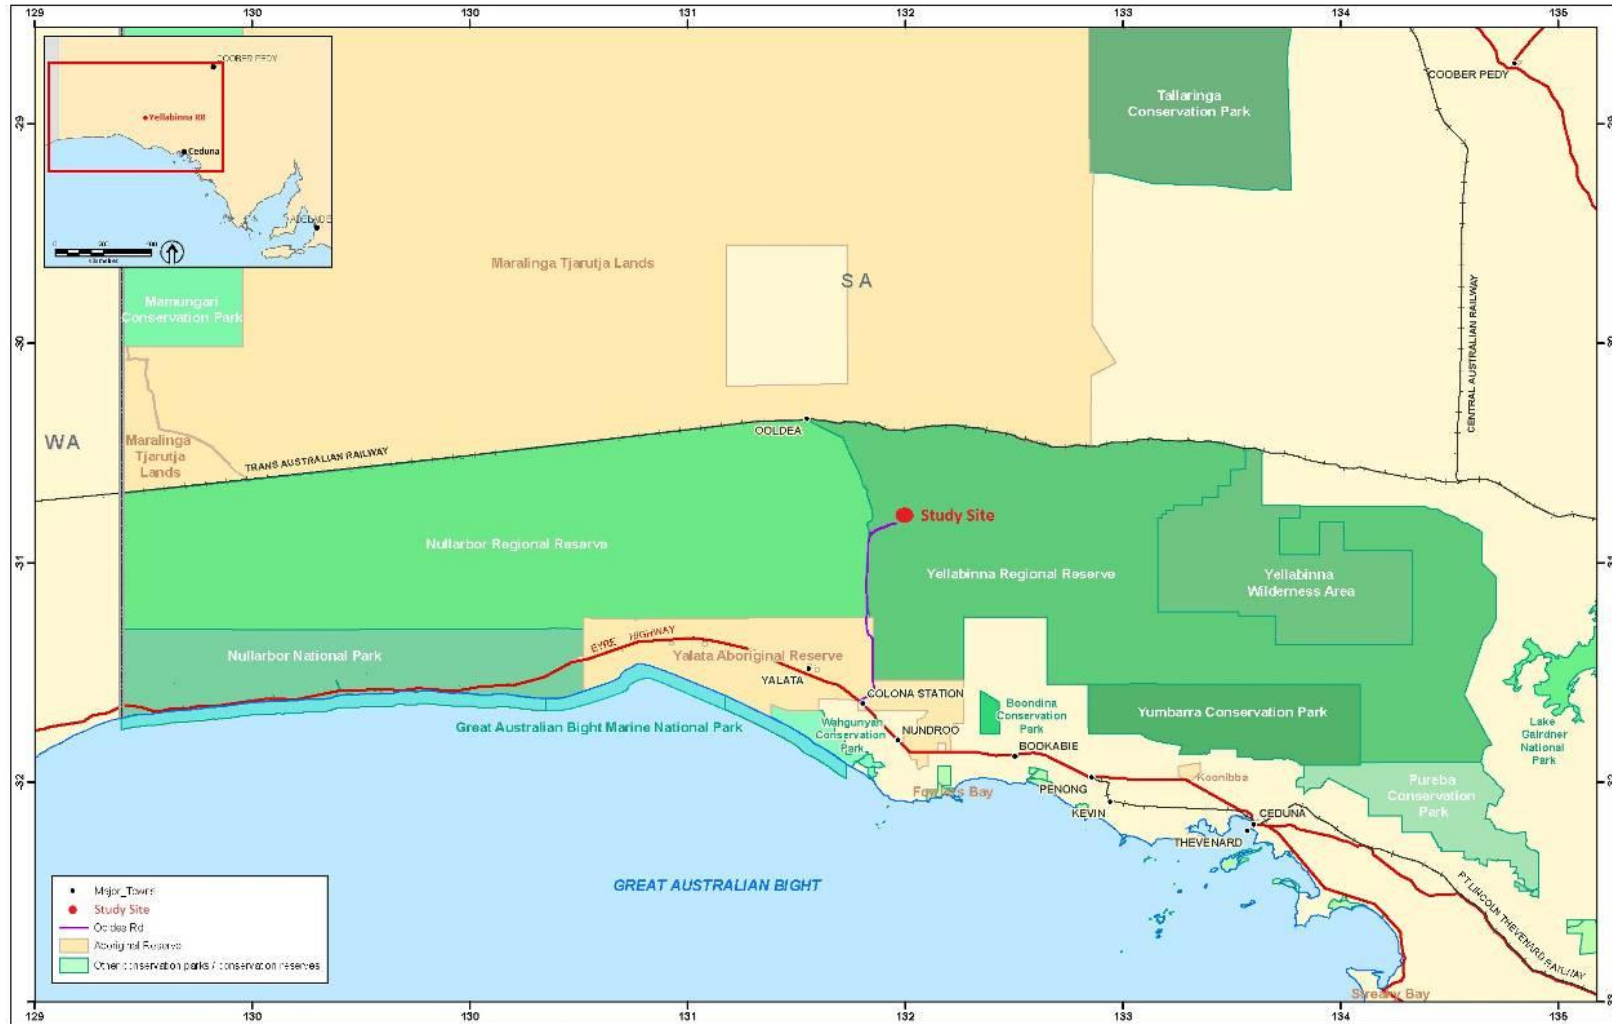 129
130
130
131
132
133
134
135
COOBER PEDY
Yellabinna RR
Ceduna
ADELAIDE
COOBER PEDY
Tallaringa
Conservation Park
29
Maralinga Tjarutja Lands
S A
Mamungari
Conservation Park
30
CENTRAL AUSTRALIAN RAILWAY
OOLDEA
WA
Maralinga
Tjarutja
Lands
TRANS AUSTRALIAN RAILWAY
Study Site
Nullarbor Regional Reserve
31
Yellabinna Regional Reserve
Yellabinna
Wilderness Area
EYRE HIGHWAY
Nullarbor National Park
Yalata Aboriginal Reserve
YALATA
COLONA STATION
Boondina
Conservation
Park
Yumbarra Conservation Park
Lake
Gairdner
National
Park
Great Australian Bight Marine National Park
Wahgunyah
Conservation
Park
NUNDROO
BOOKABIE
32
Koonibba
Pureba
Conservation
Park
PENONG
Fowlers Bay
KEVIN
CEDUNA
THEVENARD
GREAT AUSTRALIAN BIGHT
PT LINCOLN THEVENARD RAILWAY
Major_Towns
Study Site
Ooldea Rd
Aboriginal Reserve
Other conservation parks / conservation reserves
Streaky Bay
129
130
130
131
132
133
134
135